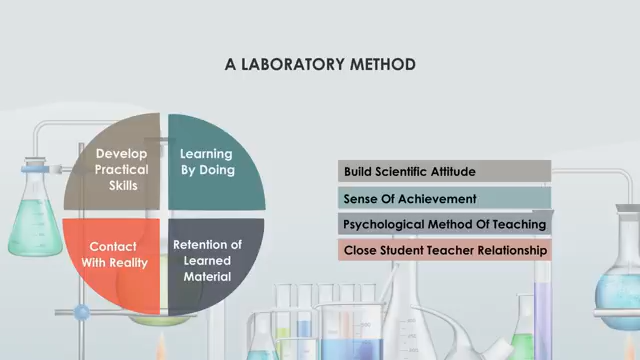 A LABORATORY METHOD
Develop
Practical
Skills
Learning
By Doing
Contact
With Reality
Retention of
Learned
Material
Build Scientific Attitude
Sense Of Achievement
Psychological Method Of Teaching
Close Student Teacher Relationship